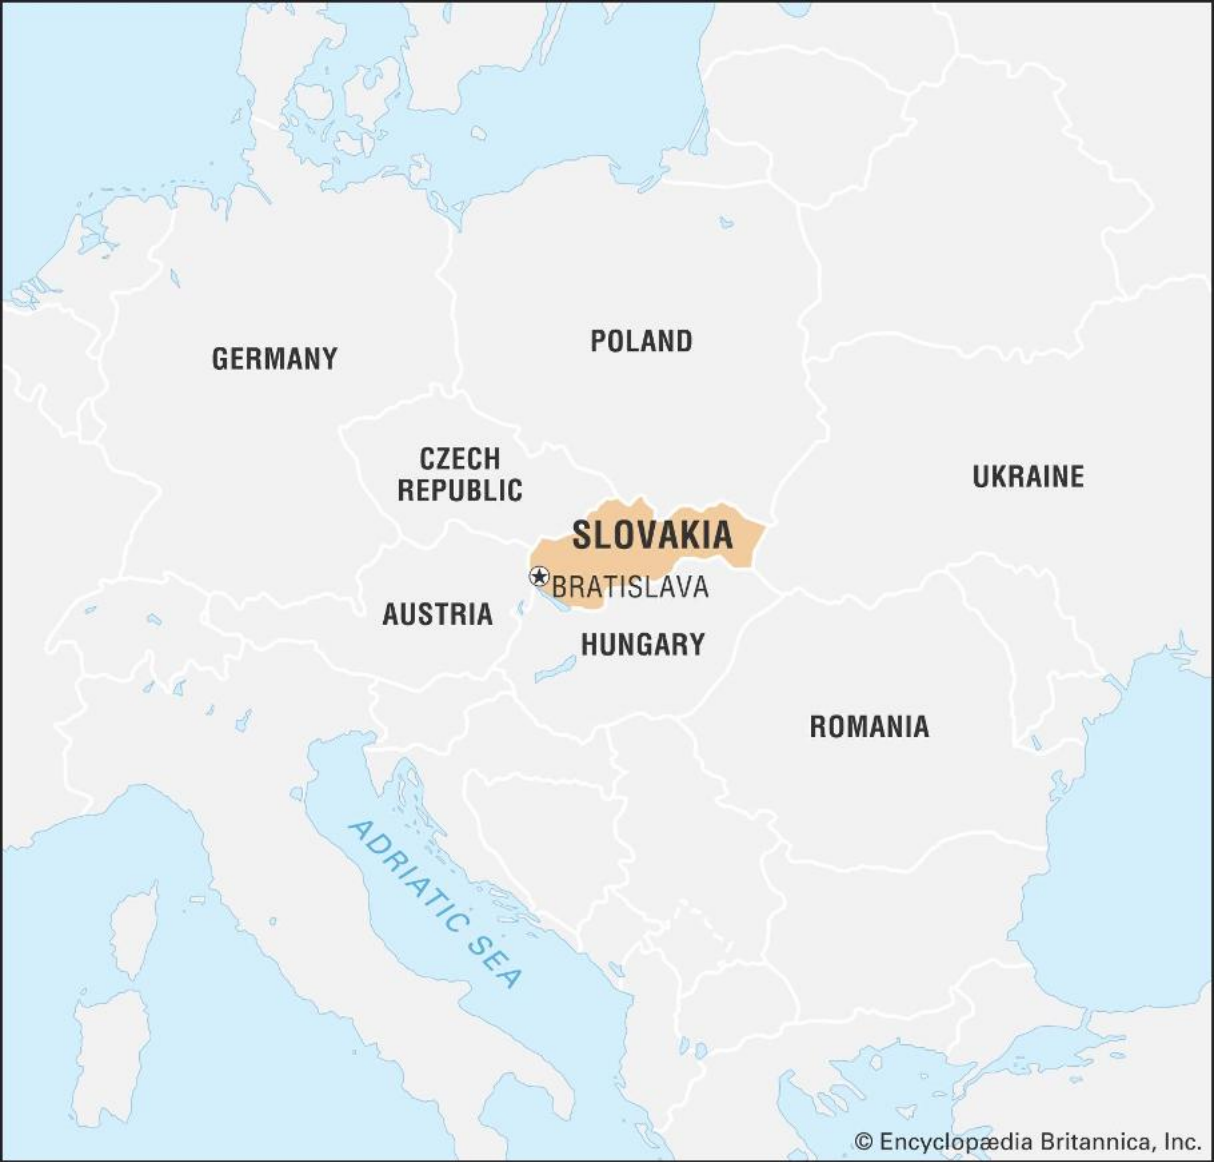 POLAND
GERMANY
CZECH
REPUBLIC
UKRAINE
SLOVAKIA
BRATISLAVA
AUSTRIA
HUNGARY
ROMANIA
ADRIATIC SEA
© Encyclopædia Britannica, Inc.